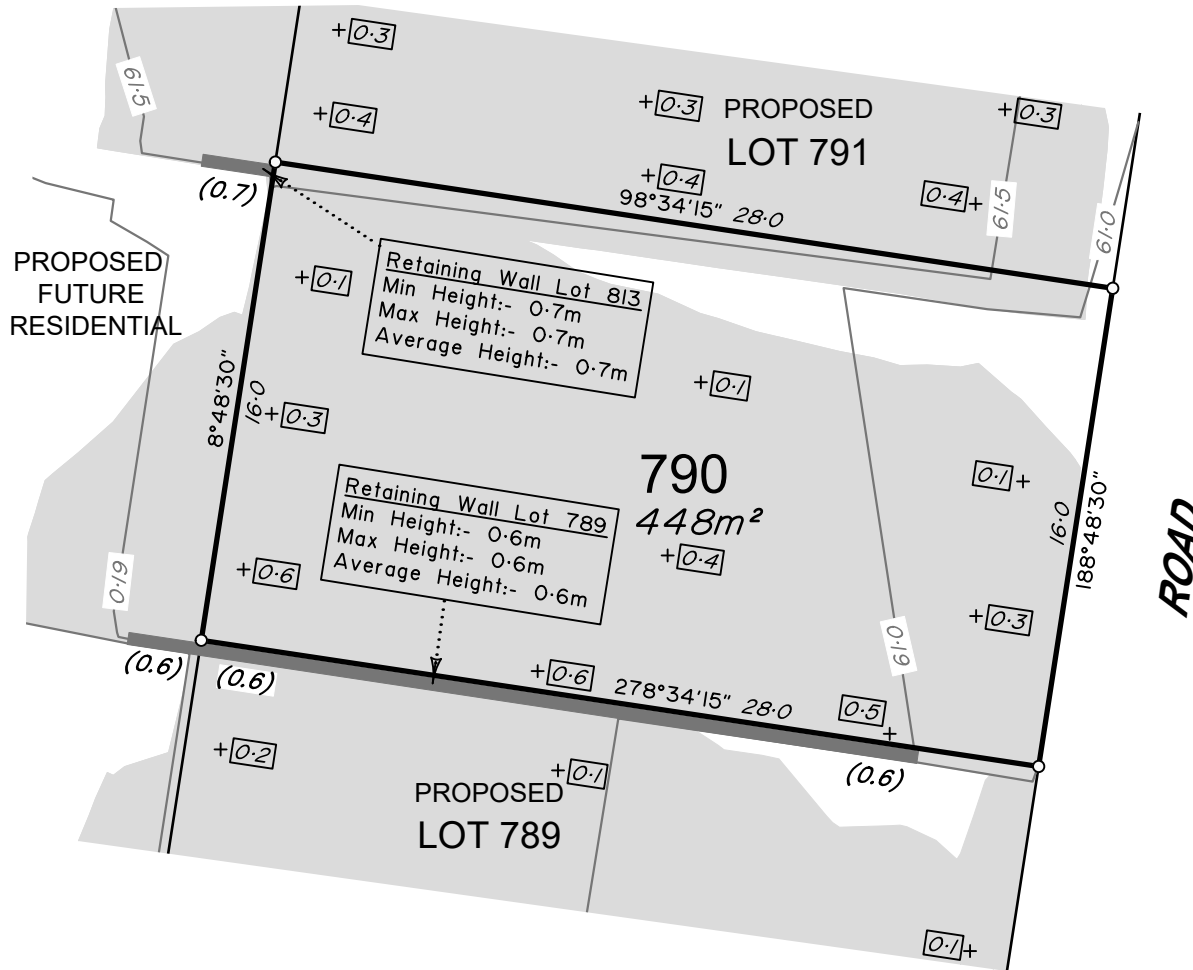 0·3
61·5
0·3
PROPOSED
LOT 791
0·3
0·4
0·4
0·4
98°34'15" 28·0
61·5
61·0
(0.7)
PROPOSED
FUTURE
RESIDENTIAL
0·1
Retaining Wall Lot 813
Min Height:- 0·7m
Max Height:- 0·7m
Average Height:- 0·7m
8°48'30"
16·0
0·3
0·1
790
448m²
0·1
16·0
188°48'30"
ROAD
Retaining Wall Lot 789
Min Height:- 0·6m
Max Height:- 0·6m
Average Height:- 0·6m
0·4
0·6
61·0
0·3
61·0
(0.6)
(0.6)
0·6
278°34'15" 28·0
0·5
(0.6)
0·2
0·1
PROPOSED
LOT 789
0·1